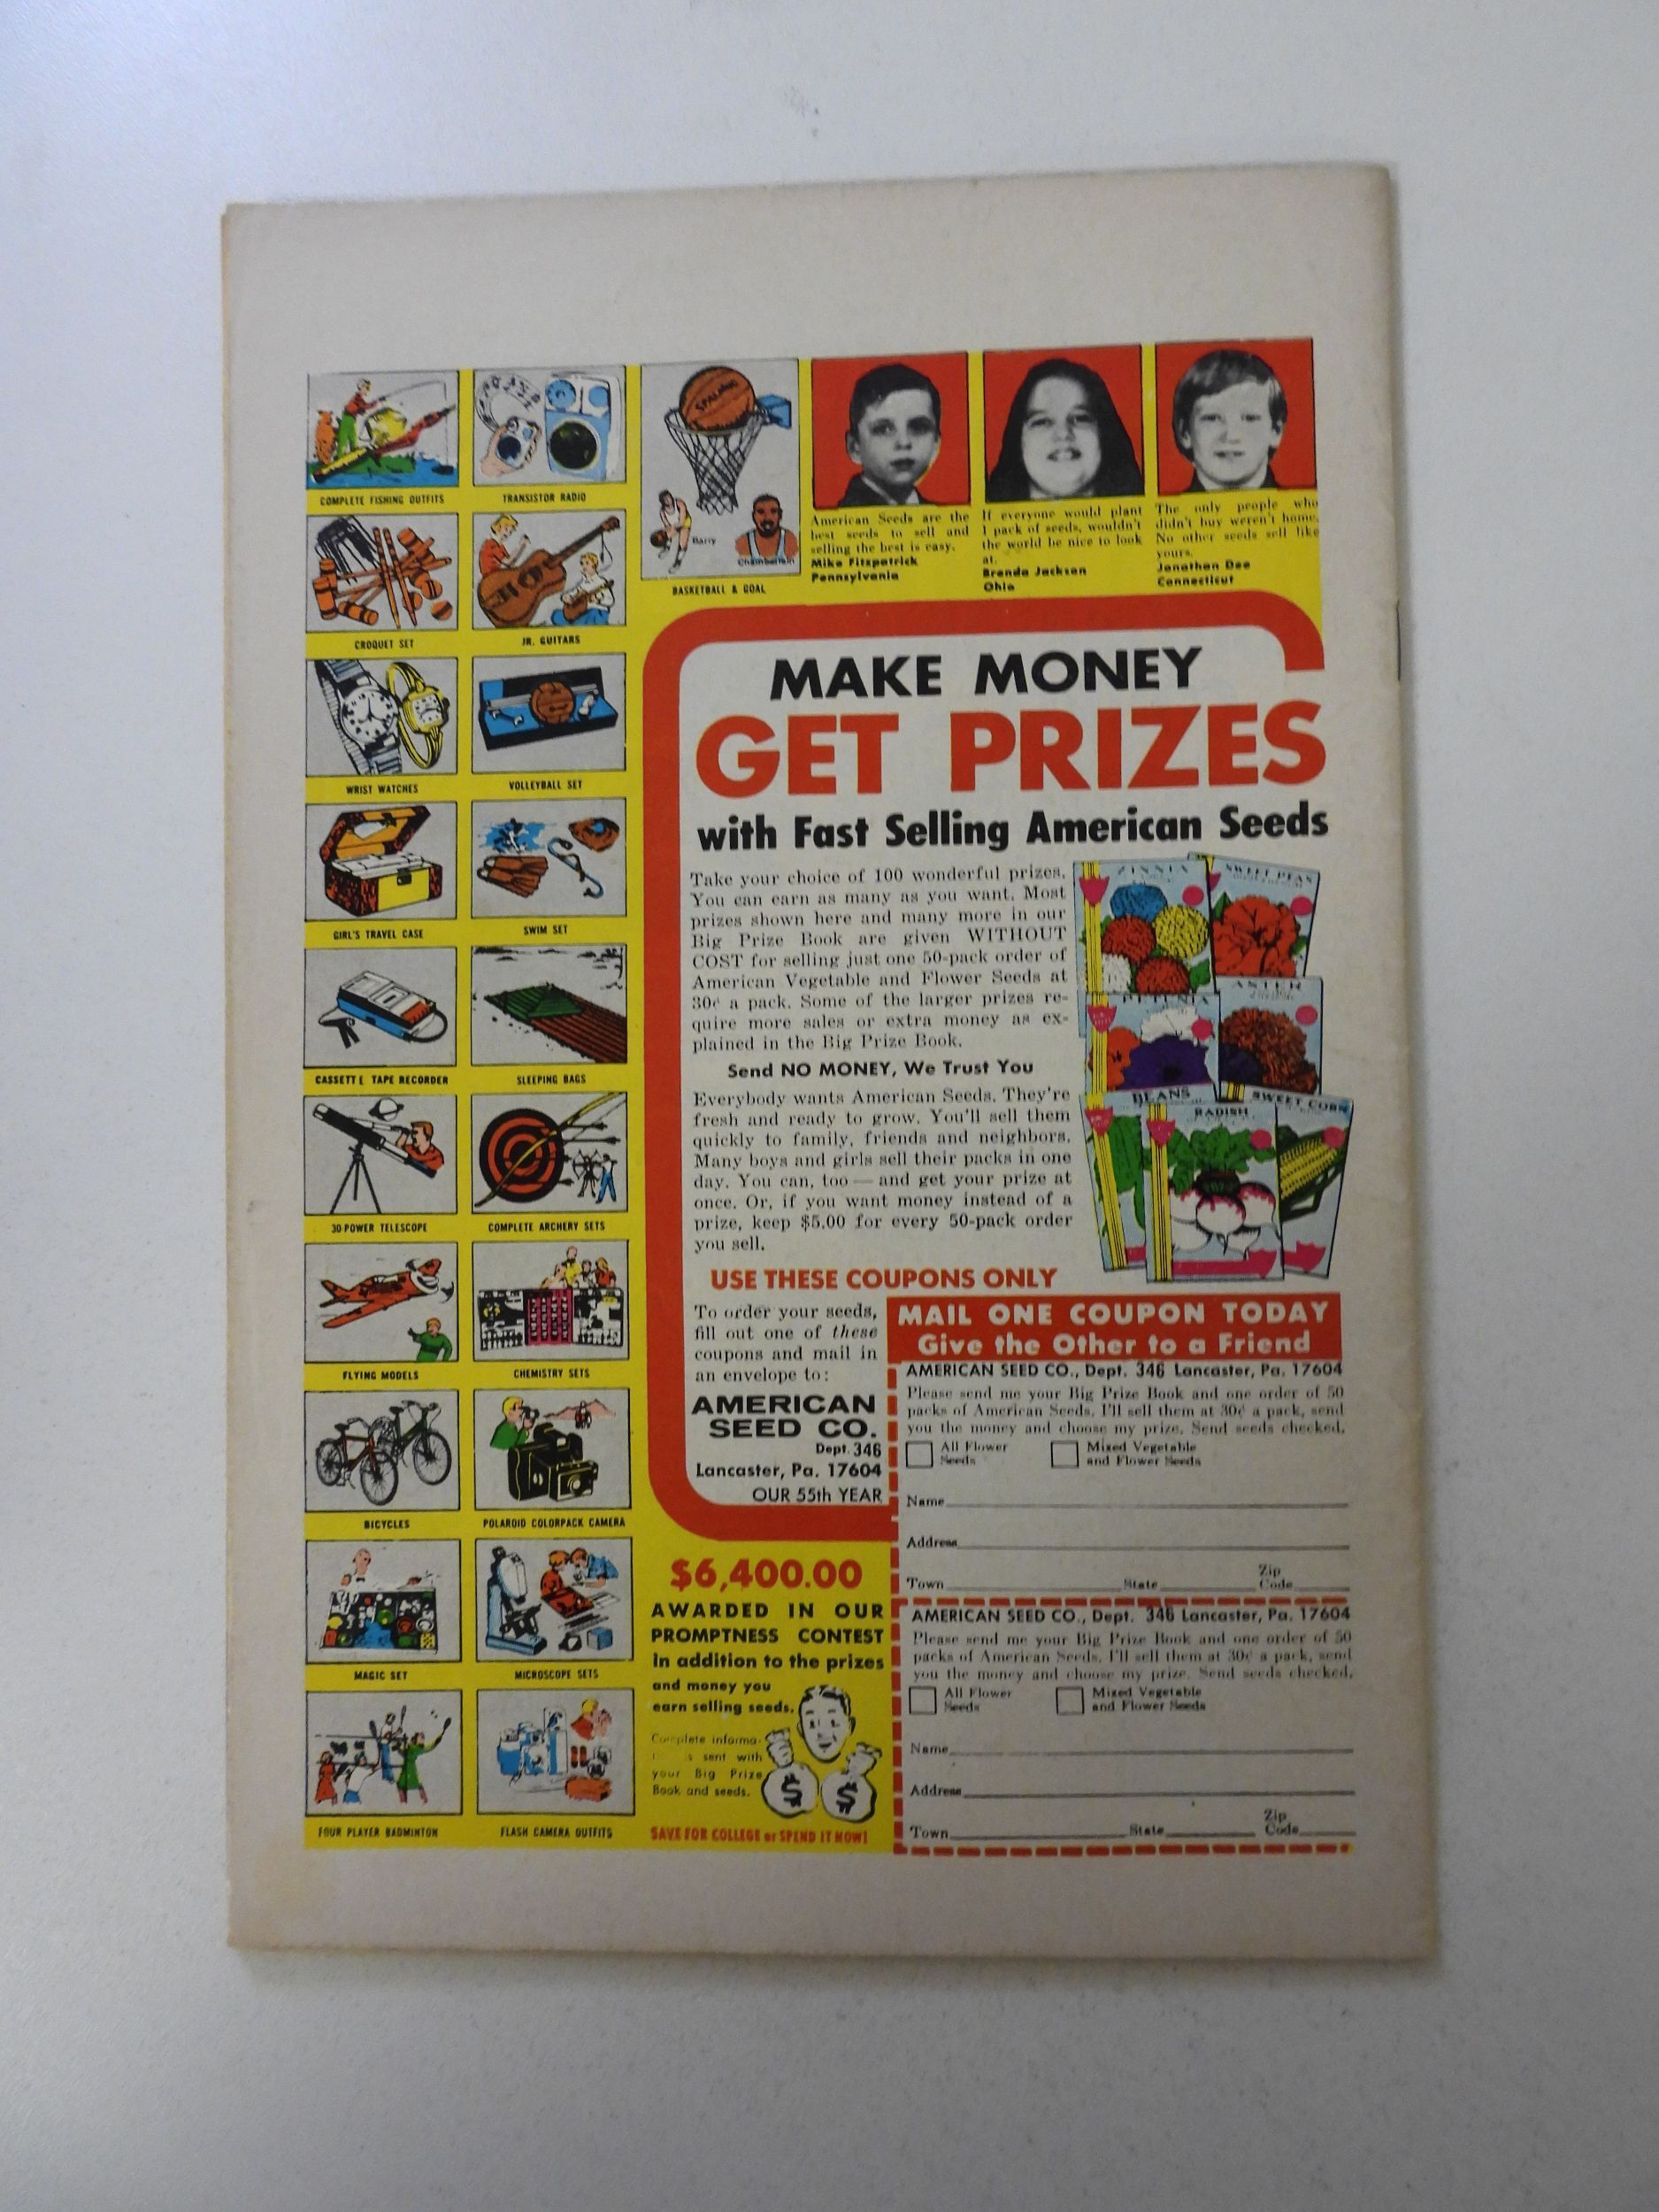 COMPLETE FISHING OUTFITS
TRANSISTOR RADIO
CROQUET SET
JR. GUITARS
WRIST WATCHES
VOLLEYBALL SET
GIRL'S TRAVEL CASE
SWIM SET
CASSETTE TAPE RECORDER
SLEEPING BAGS
30-POWER TELESCOPE
COMPLETE ARCHERY SETS
FLYING MODELS
CHEMISTRY SETS
BICYCLES
POLAROID COLORPACK CAMERA
MAGIC SET
MICROSCOPE SETS
FOUR PLAYER BADMINTON
FLASH CAMERA OUTFITS
SPALDING
Barry
Chamberlain
BASKETBALL & GOAL
American Seeds are the
best seeds to sell and
selling the best is easy.
Mike Fitzpatrick
Pennsylvania
If everyone would plant
1 pack of seeds, wouldn't
the world be nice to look
at.
Brenda Jackson
Ohio
The only people who
didn't buy weren't home.
No other seeds sell like
yours.
Jonathan Dee
Connecticut
MAKE MONEY
GET PRIZES
with Fast Selling American Seeds
Take your choice of 100 wonderful prizes.
You can earn as many as you want. Most
prizes shown here and many more in our
Big Prize Book are given WITHOUT
COST for selling just one 50-pack order of
American Vegetable and Flower Seeds at
30¢ a pack. Some of the larger prizes re-
quire more sales or extra money as ex-
plained in the Big Prize Book.
Send NO MONEY, We Trust You
Everybody wants American Seeds. They're
fresh and ready to grow. You'll sell them
quickly to family, friends and neighbors.
Many boys and girls sell their packs in one
day. You can, too — and get your prize at
once. Or, if you want money instead of a
prize, keep $5.00 for every 50-pack order
you sell.
ZINNIA
SWEET PEAS
PETUNIA
ASTER
BEANS
RADISH
SWEET CORN
USE THESE COUPONS ONLY
To order your seeds,
fill out one of these
coupons and mail in
an envelope to:
AMERICAN
SEED CO.
Dept. 346
Lancaster, Pa. 17604
OUR 55th YEAR
MAIL ONE COUPON TODAY
Give the Other to a Friend
AMERICAN SEED CO., Dept. 346 Lancaster, Pa. 17604
Please send me your Big Prize Book and one order of 50
packs of American Seeds. I'll sell them at 30¢ a pack, send
you the money and choose my prize. Send seeds checked.
All Flower Seeds
Mixed Vegetable and Flower Seeds
Name
Address
Town State Zip Code
AMERICAN SEED CO., Dept. 346 Lancaster, Pa. 17604
Please send me your Big Prize Book and one order of 50
packs of American Seeds. I'll sell them at 30¢ a pack, send
you the money and choose my prize. Send seeds checked.
All Flower Seeds
Mixed Vegetable and Flower Seeds
Name
Address
Town State Zip Code
$6,400.00
AWARDED IN OUR
PROMPTNESS CONTEST
in addition to the prizes
and money you
earn selling seeds.
Complete informa-
sent with
your Big Prize
Book and seeds.
$ $
SAVE FOR COLLEGE or SPEND IT NOW!